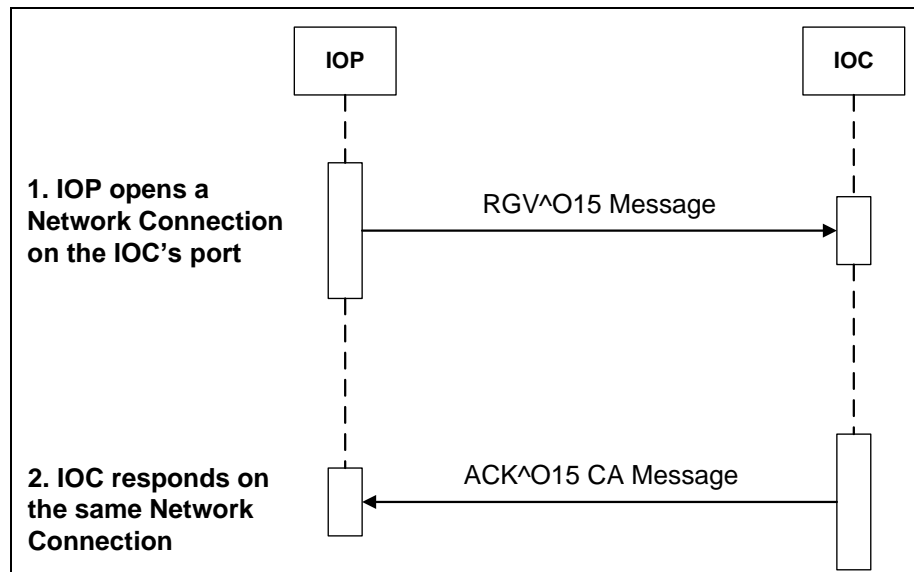 IOP
IOC
1. IOP opens a
Network Connection
on the IOC’s port
RGV^O15 Message
2. IOC responds on
the same Network
Connection
ACK^O15 CA Message